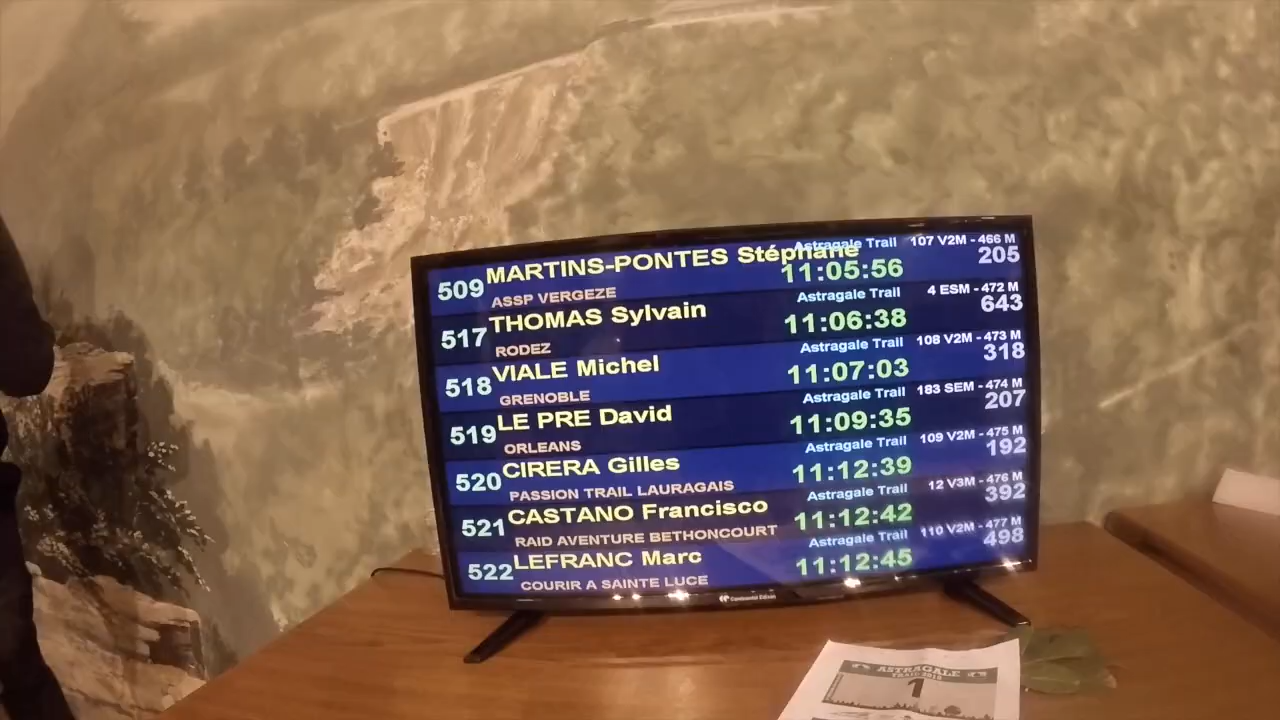 509 MARTINS-PONTES Stéphane Astragale Trail 107 V2M - 466 M
ASSP VERGEZE 11:05:56 205
517 THOMAS Sylvain Astragale Trail 4 ESM - 472 M
RODEZ 11:06:38 643
518 VIALE Michel Astragale Trail 108 V2M - 473 M
GRENOBLE 11:07:03 318
519 LE PRE David Astragale Trail 183 SEM - 474 M
ORLEANS 11:09:35 207
520 CIRERA Gilles Astragale Trail 109 V2M - 475 M
PASSION TRAIL LAURAGAIS 11:12:39 192
521 CASTANO Francisco Astragale Trail 12 V3M - 476 M
RAID AVENTURE BETHONCOURT 11:12:42 392
522 LEFRANC Marc Astragale Trail 110 V2M - 477 M
COURIR A SAINTE LUCE 11:12:45 498
Continental Edison
ASTRAGALE
1